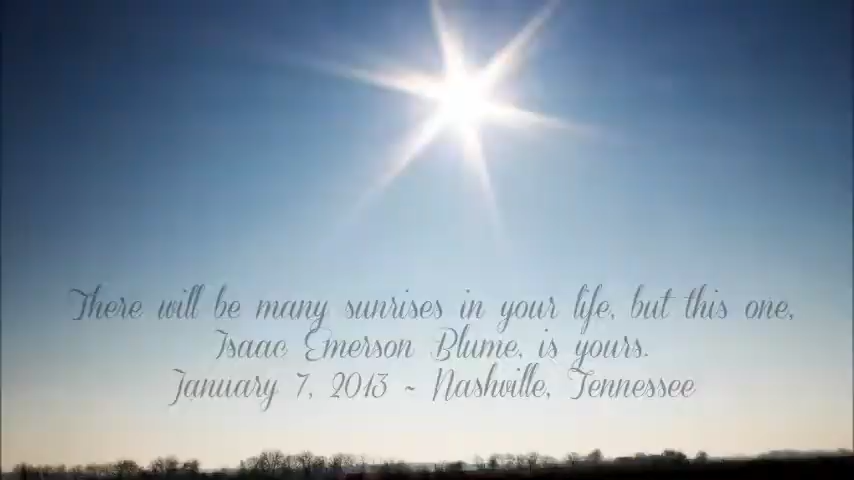 There will be many sunrises in your life, but this one,
Isaac Emerson Blume, is yours.
January 7, 2013 ~ Nashville, Tennessee